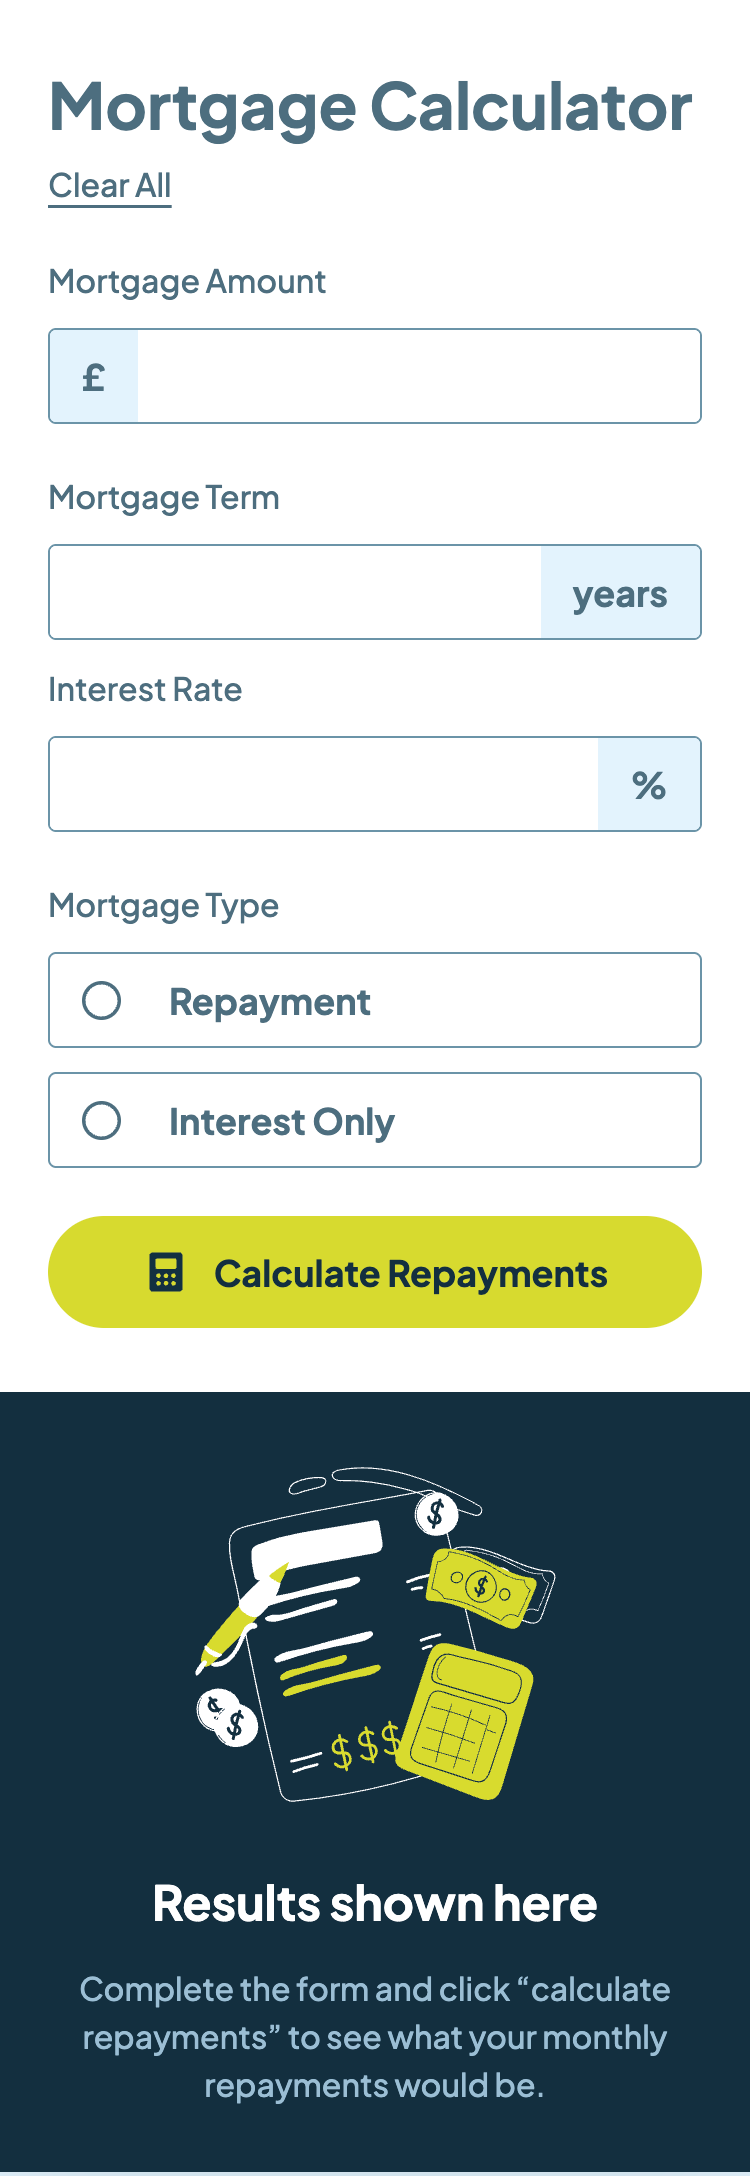 Mortgage Calculator
Clear All
Mortgage Amount
£
Mortgage Term
years
Interest Rate
%
Mortgage Type
Repayment
Interest Only
Calculate Repayments
$
$
$ $
$$$
Results shown here
Complete the form and click “calculate
repayments” to see what your monthly
repayments would be.